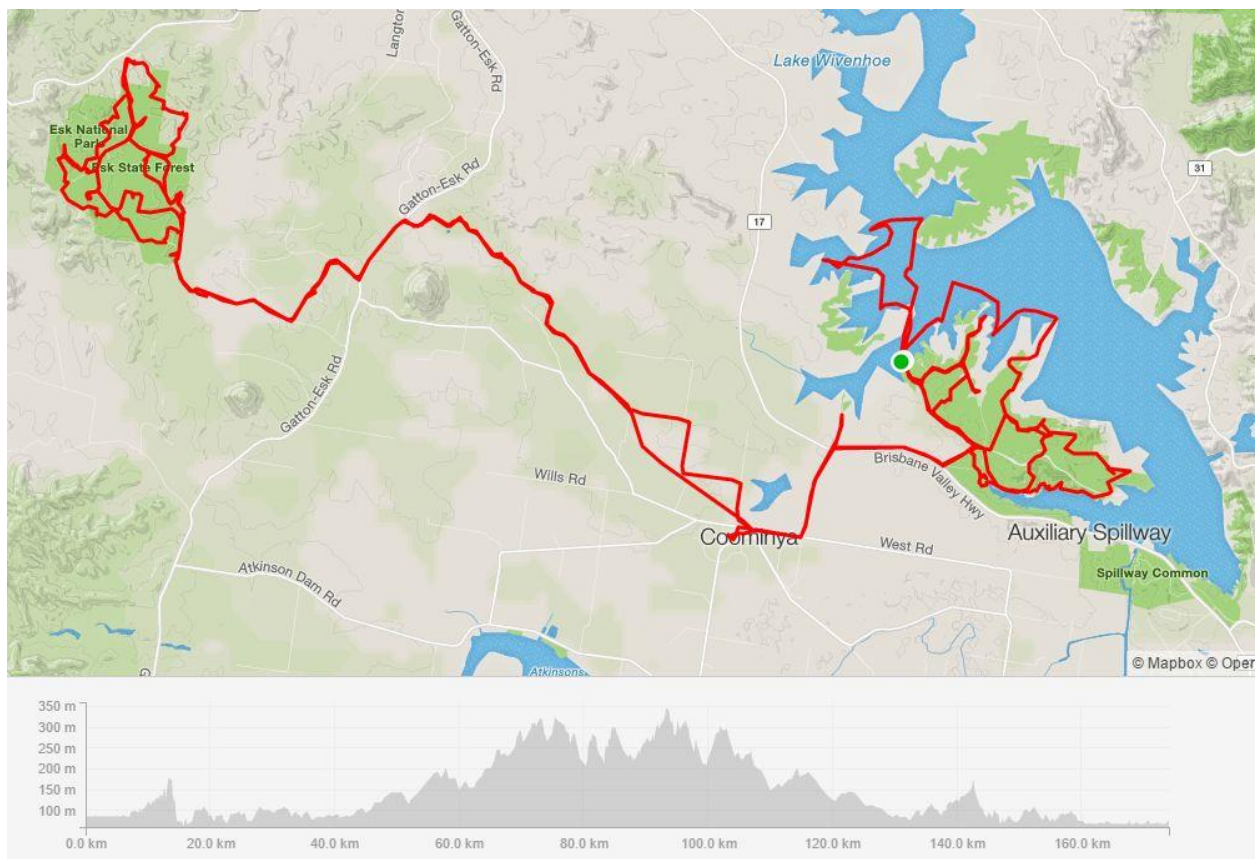 Langton
Gatton-Esk Rd
Lake Wivenhoe
Esk National
Park
Esk State Forest
31
Gatton-Esk Rd
17
Gatton-Esk Rd
Wills Rd
Brisbane Valley Hwy
Coominya
West Rd
Auxiliary Spillway
Spillway Common
Atkinson Dam Rd
Atkinsons
G
© Mapbox © Open
350 m
300 m
250 m
200 m
150 m
100 m
0.0 km 20.0 km 40.0 km 60.0 km 80.0 km 100.0 km 120.0 km 140.0 km 160.0 km